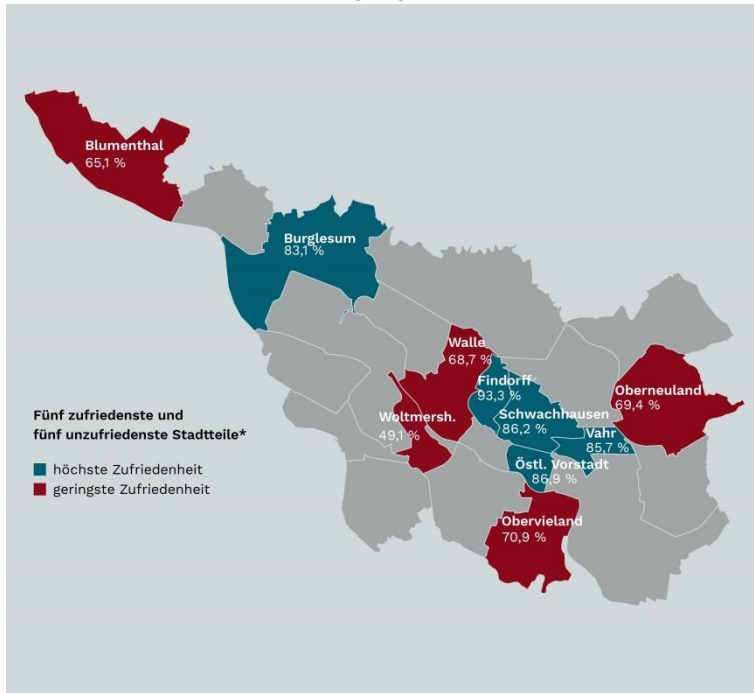 Blumenthal
65,1 %
Burglesum
83,1 %
Walle
68,7 %
Findorff
93,3 %
Oberneuland
69,4 %
Woltmersh.
49,1 %
Schwachhausen
86,2 %
Vahr
85,7 %
Östl. Vorstadt
86,9 %
Obervieland
70,9 %
Fünf zufriedenste und
fünf unzufriedenste Stadtteile*
höchste Zufriedenheit
geringste Zufriedenheit